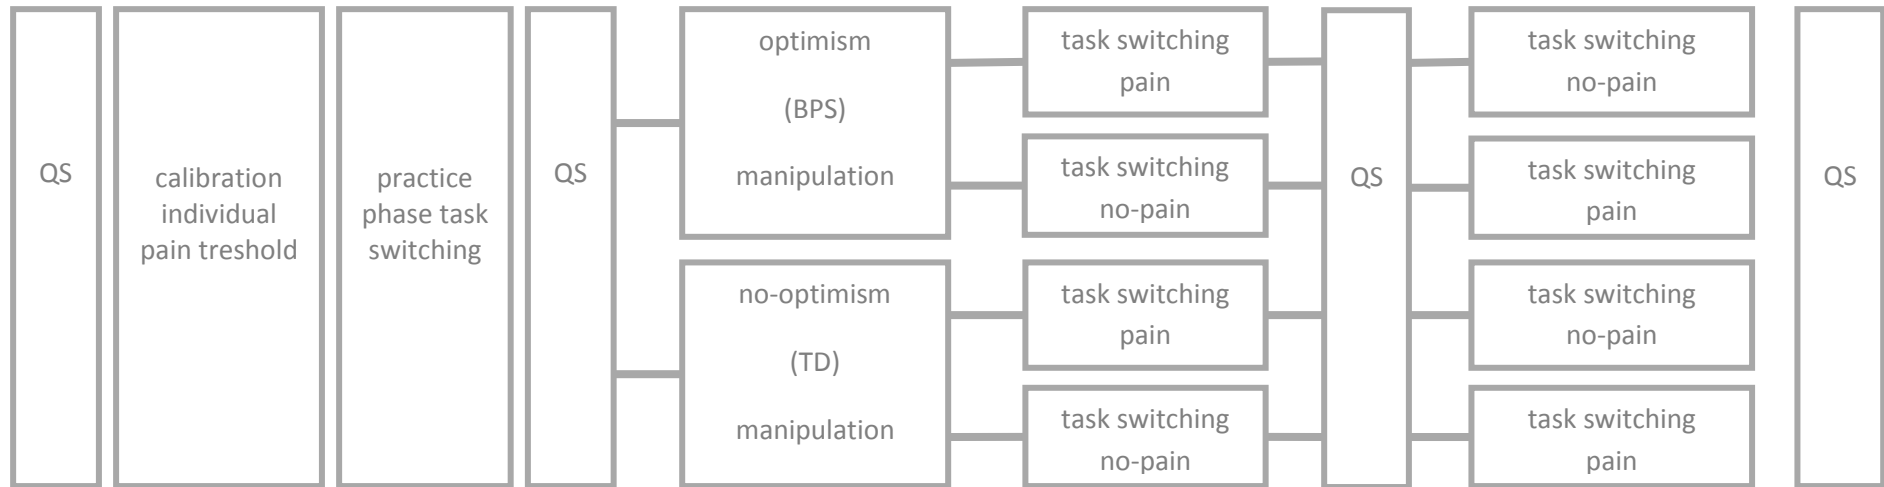 QS
calibration
individual
pain treshold
practice
phase task
switching
QS
optimism
(BPS)
manipulation
no-optimism
(TD)
manipulation
task switching
pain
task switching
no-pain
task switching
pain
task switching
no-pain
QS
task switching
no-pain
task switching
pain
task switching
no-pain
task switching
pain
QS